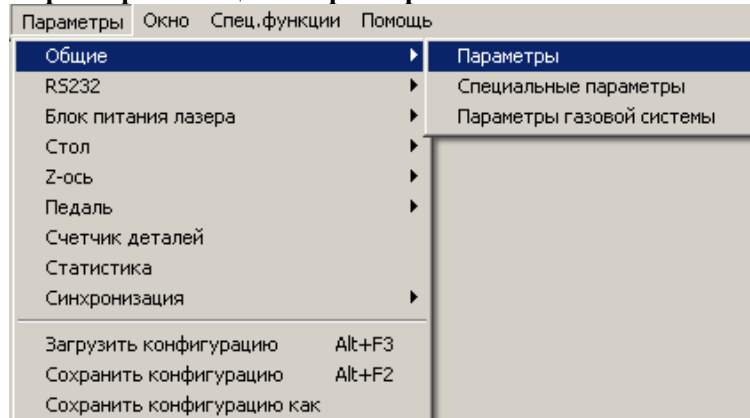 Параметры Окно Спец.функции Помощь
Общие
Параметры
RS232
Специальные параметры
Блок питания лазера
Параметры газовой системы
Стол
Z-ось
Педаль
Счетчик деталей
Статистика
Синхронизация
Загрузить конфигурацию Alt+F3
Сохранить конфигурацию Alt+F2
Сохранить конфигурацию как